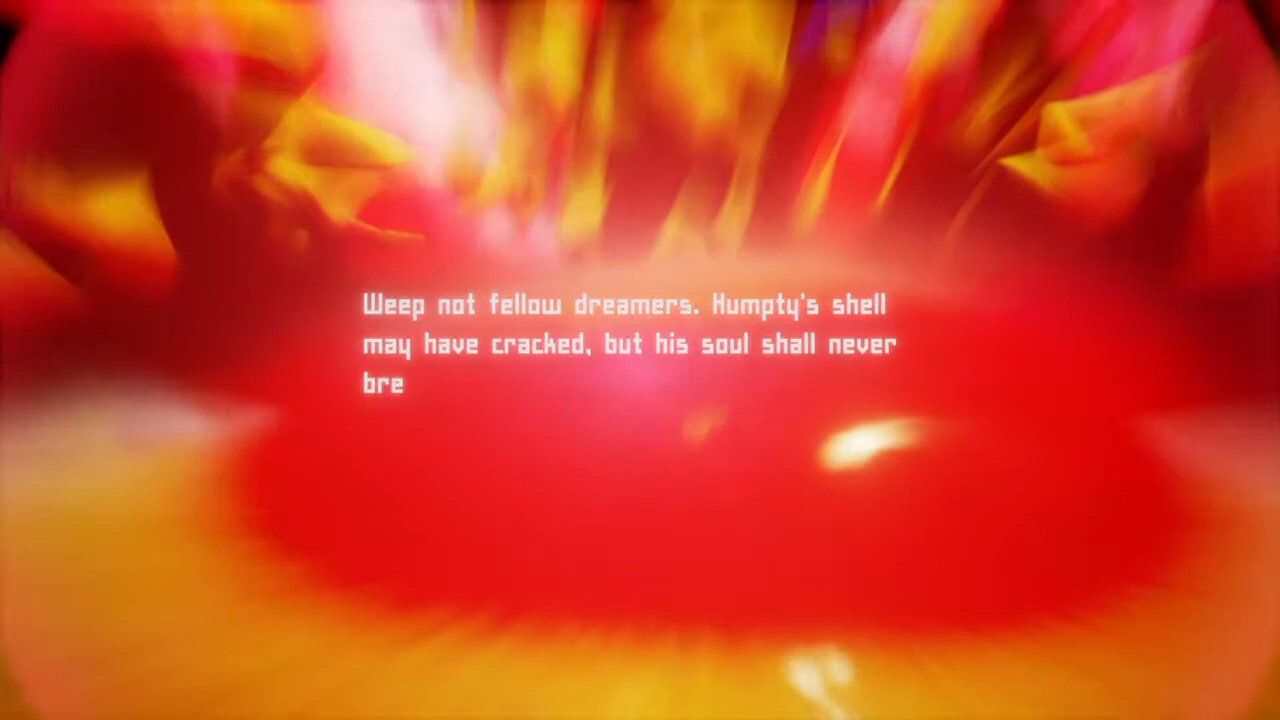 Weep not fellow dreamers. Humpty's shell
may have cracked, but his soul shall never
bre